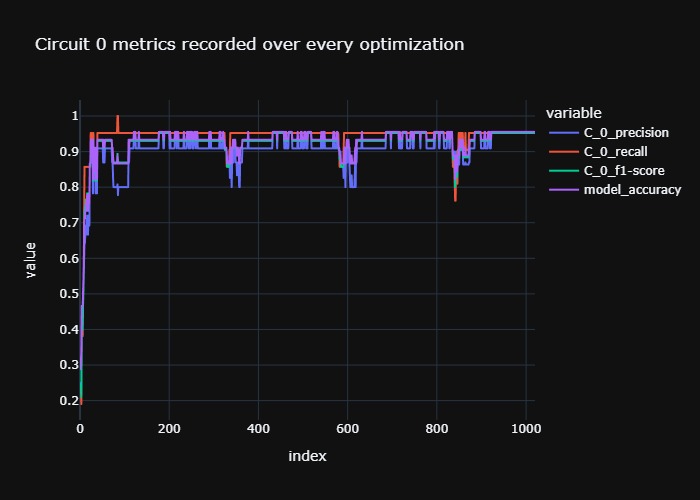 Circuit 0 metrics recorded over every optimization
variable
C_0_precision
C_0_recall
C_0_f1-score
model_accuracy
value
1
0.9
0.8
0.7
0.6
0.5
0.4
0.3
0.2
0 200 400 600 800 1000
index